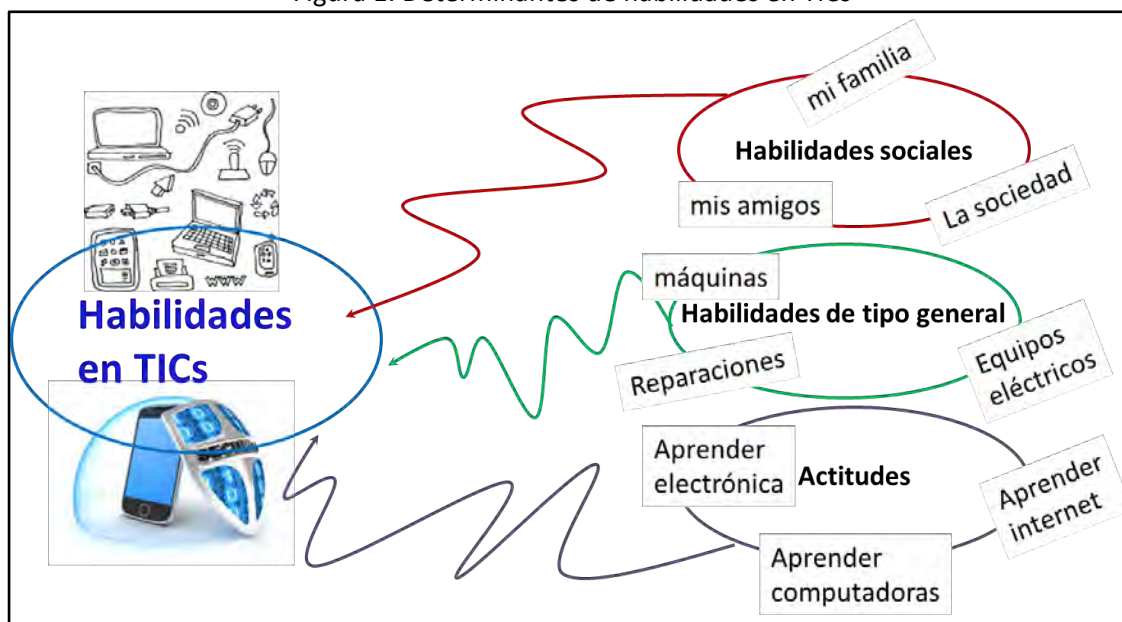 Habilidades
en TICs
www
mi familia
Habilidades sociales
mis amigos
La sociedad
máquinas
Habilidades de tipo general
Reparaciones
Equipos
eléctricos
Aprender
electrónica
Actitudes
Aprender
internet
Aprender
computadoras